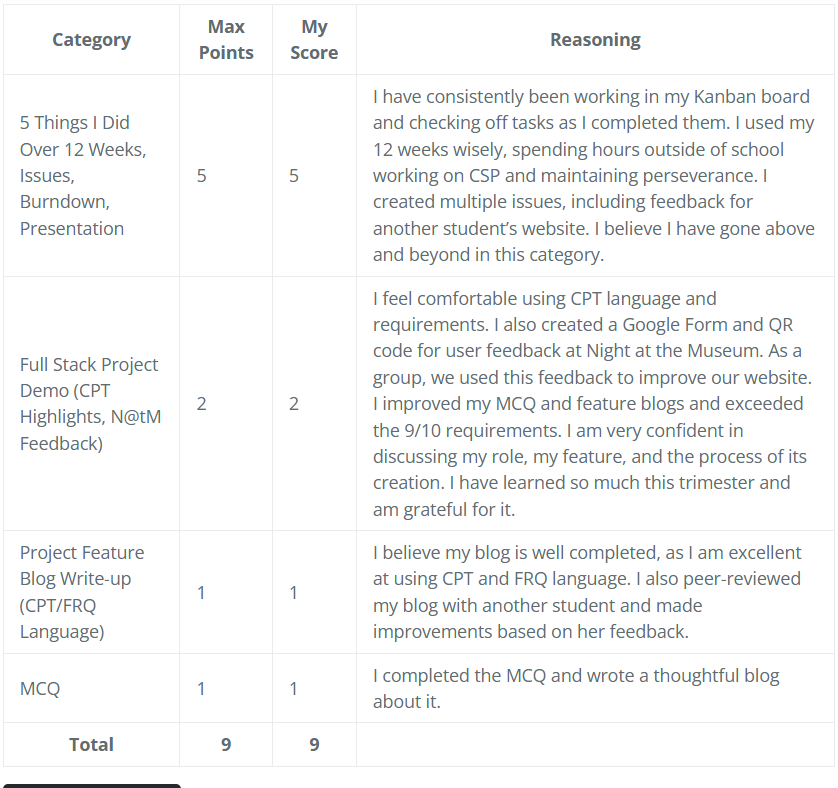 Category
Max
Points
My
Score
Reasoning
5 Things I Did
Over 12 Weeks,
Issues,
Burndown,
Presentation
5
5
I have consistently been working in my Kanban board
and checking off tasks as I completed them. I used my
12 weeks wisely, spending hours outside of school
working on CSP and maintaining perseverance. I
created multiple issues, including feedback for
another student’s website. I believe I have gone above
and beyond in this category.
Full Stack Project
Demo (CPT
Highlights, N@tM
Feedback)
2
2
I feel comfortable using CPT language and
requirements. I also created a Google Form and QR
code for user feedback at Night at the Museum. As a
group, we used this feedback to improve our website.
I improved my MCQ and feature blogs and exceeded
the 9/10 requirements. I am very confident in
discussing my role, my feature, and the process of its
creation. I have learned so much this trimester and
am grateful for it.
Project Feature
Blog Write-up
(CPT/FRQ
Language)
1
1
I believe my blog is well completed, as I am excellent
at using CPT and FRQ language. I also peer-reviewed
my blog with another student and made
improvements based on her feedback.
MCQ
1
1
I completed the MCQ and wrote a thoughtful blog
about it.
Total
9
9